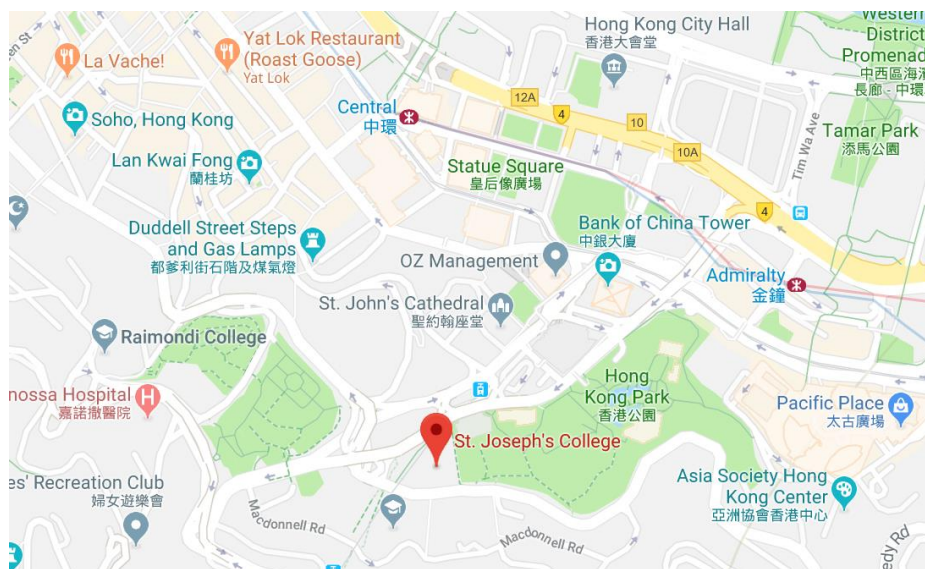 en St
La Vache!
Yat Lok Restaurant
(Roast Goose)
Yat Lok
Hong Kong City Hall
香港大會堂
Western
District
Promenad
中西區海濱
長廊 - 中環
Soho, Hong Kong
Central
中環
12A
4
10
10A
Tim Wa Ave
Tamar Park
添馬公園
Lan Kwai Fong
蘭桂坊
Statue Square
皇后像廣場
Duddell Street Steps
and Gas Lamps
都爹利街石階及煤氣燈
Bank of China Tower
中銀大廈
4
OZ Management
Admiralty
金鐘
St. John's Cathedral
聖約翰座堂
Raimondi College
nossa Hospital
嘉諾撒醫院
H
Hong
Kong Park
香港公園
Pacific Place
太古廣場
St. Joseph's College
es' Recreation Club
婦女遊樂會
Asia Society Hong
Kong Center
亞洲協會香港中心
Macdonnell Rd
Macdonnell Rd
edy Rd